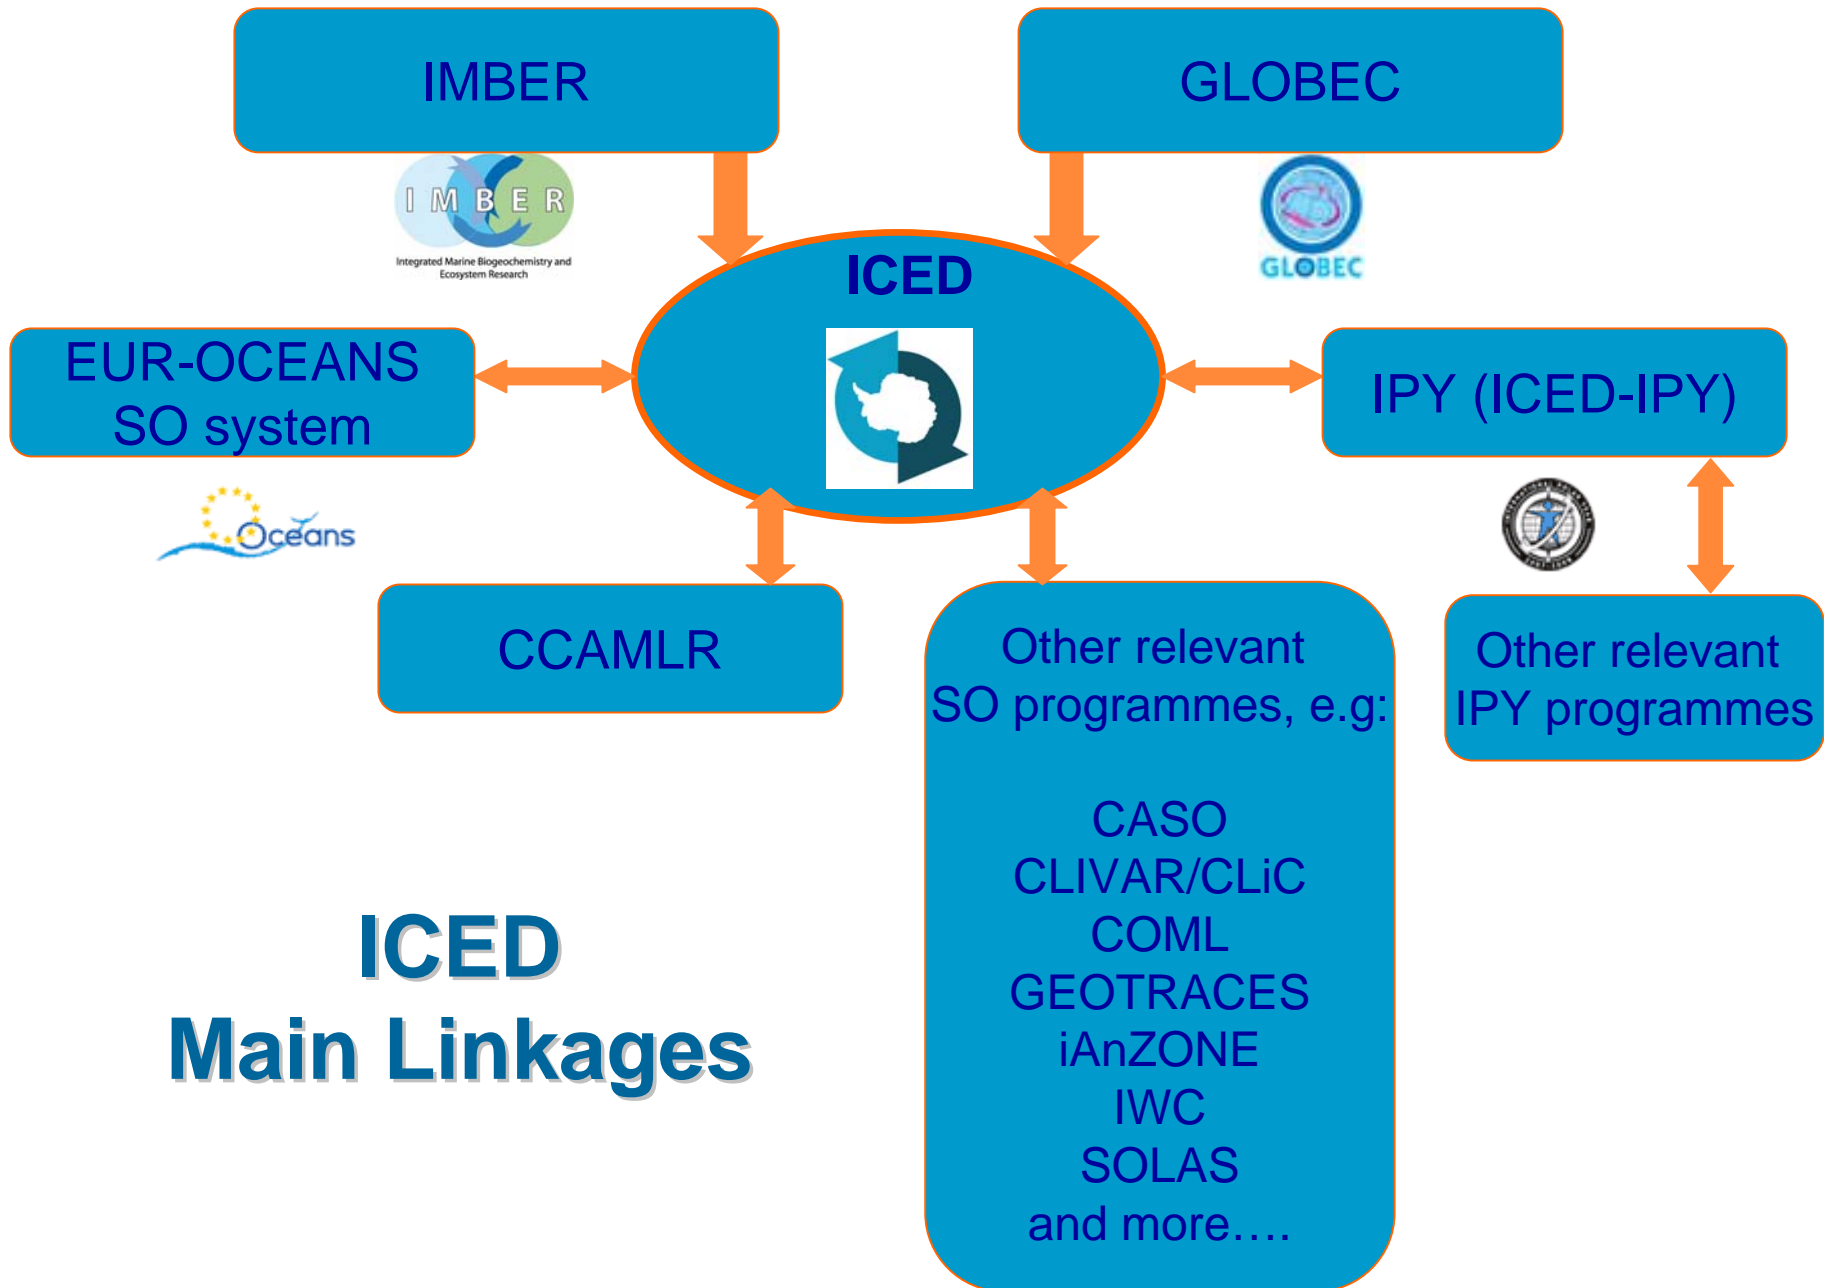 IMBER
GLOBEC
IMBER
Integrated Marine Biogeochemistry and
Ecosystem Research
GLOBEC
ICED
EUR-OCEANS
SO system
IPY (ICED-IPY)
Oceans
CCAMLR
Other relevant
SO programmes, e.g:
CASO
CLIVAR/CLiC
COML
GEOTRACES
iAnZONE
IWC
SOLAS
and more....
Other relevant
IPY programmes
ICED
Main Linkages